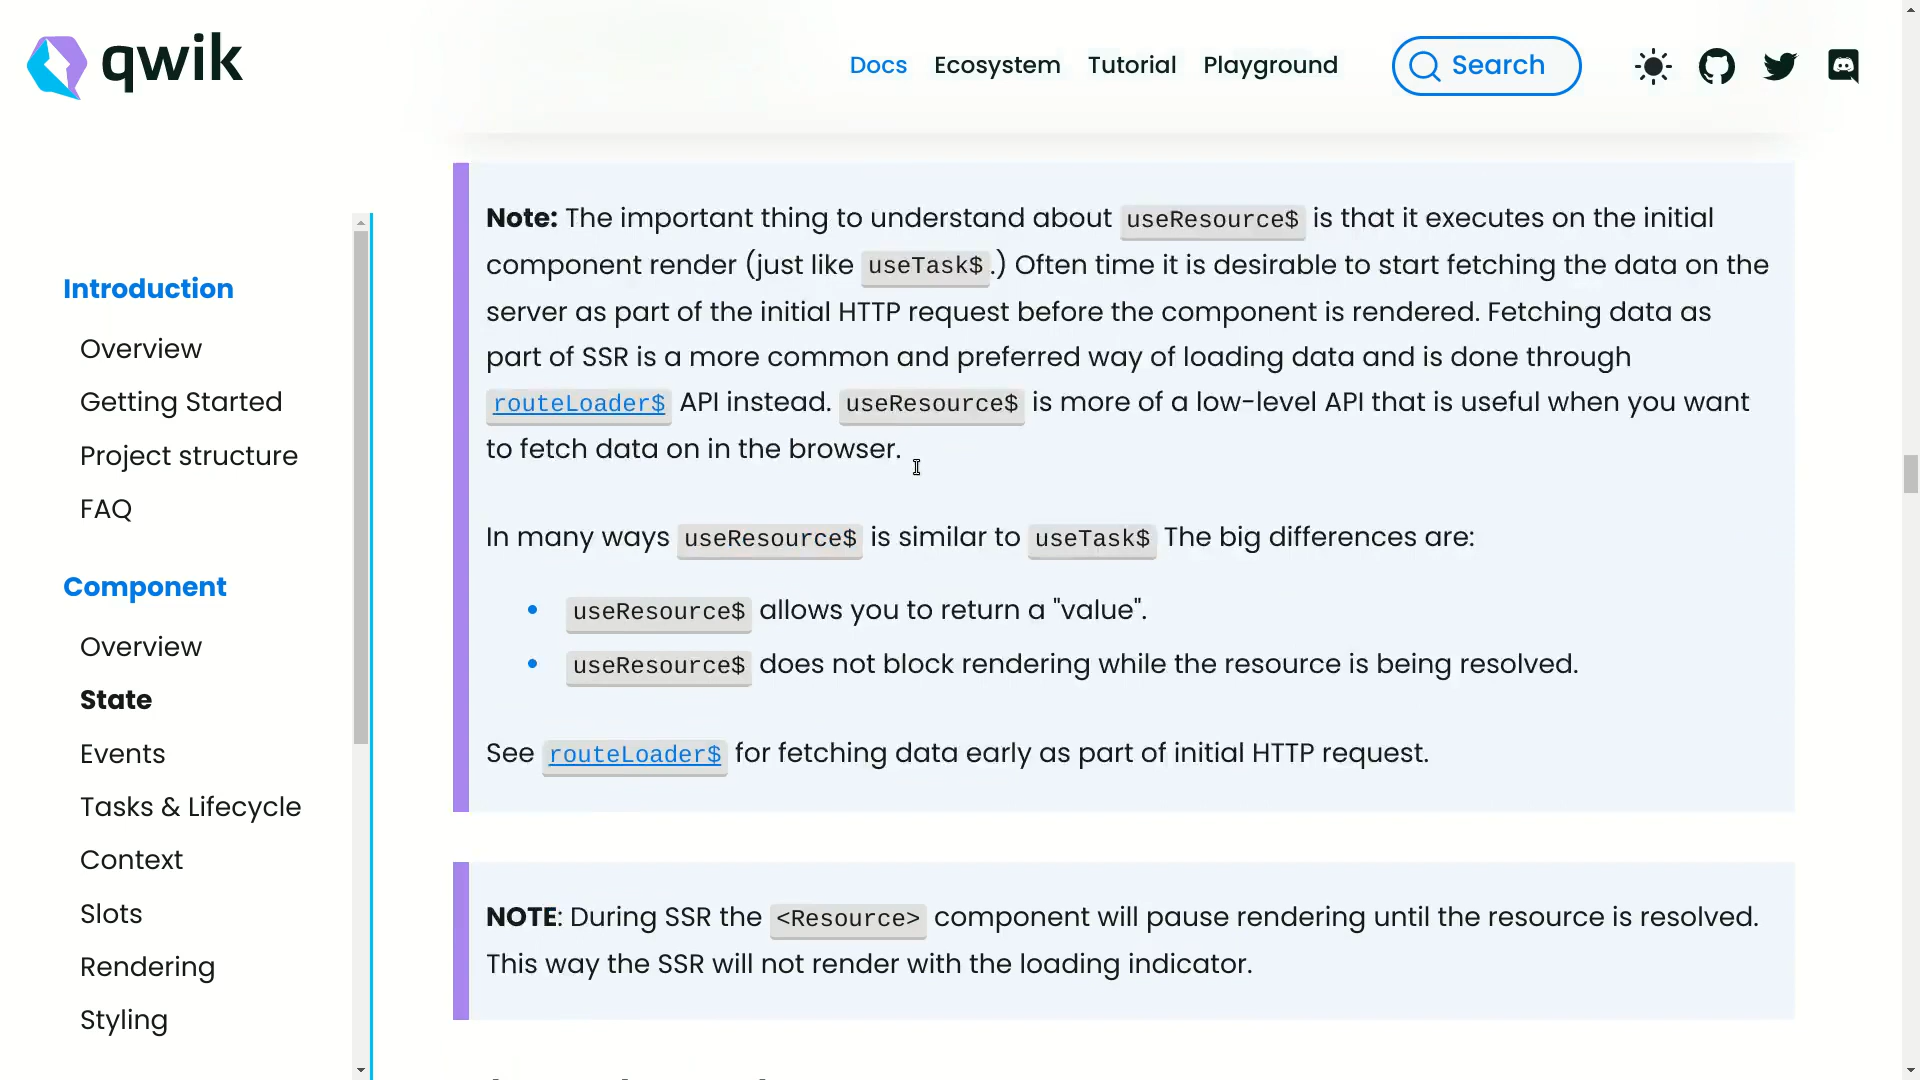 qwik
Docs Ecosystem Tutorial Playground Search
Introduction
Overview
Getting Started
Project structure
FAQ
Component
Overview
State
Events
Tasks & Lifecycle
Context
Slots
Rendering
Styling
Note: The important thing to understand about useResource$ is that it executes on the initial
component render (just like useTask$.) Often time it is desirable to start fetching the data on the
server as part of the initial HTTP request before the component is rendered. Fetching data as
part of SSR is a more common and preferred way of loading data and is done through
routeLoader$ API instead. useResource$ is more of a low-level API that is useful when you want
to fetch data on in the browser.
In many ways useResource$ is similar to useTask$ The big differences are:
useResource$ allows you to return a "value".
useResource$ does not block rendering while the resource is being resolved.
See routeLoader$ for fetching data early as part of initial HTTP request.
NOTE: During SSR the <Resource> component will pause rendering until the resource is resolved.
This way the SSR will not render with the loading indicator.